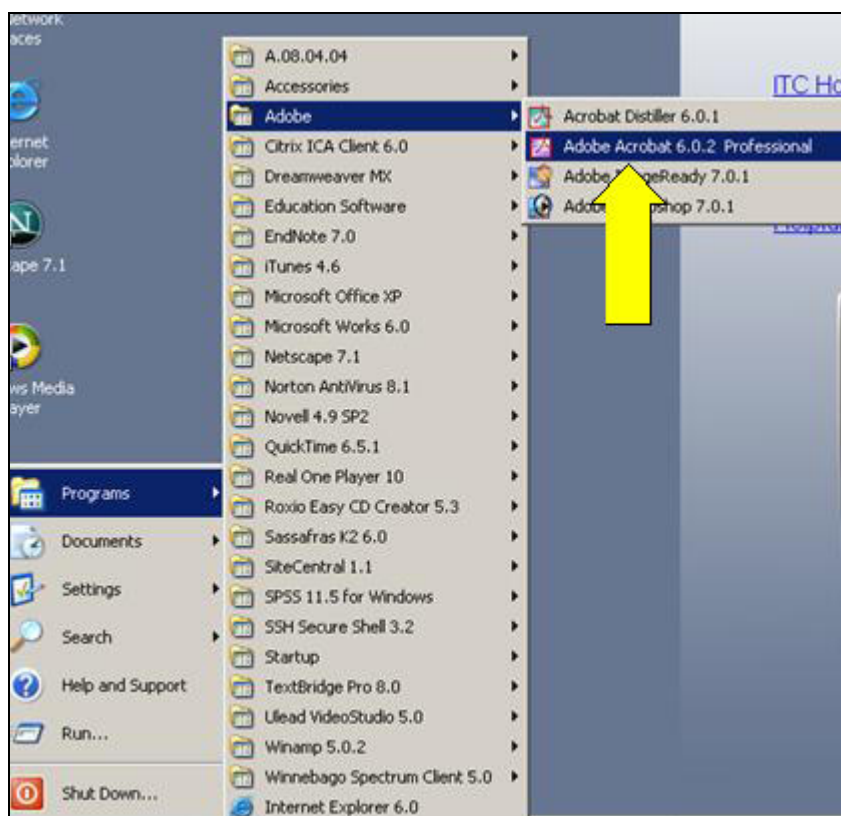 A.08.04.04
Accessories
Adobe
Citrix ICA Client 6.0
Dreamweaver MX
Education Software
EndNote 7.0
iTunes 4.6
Microsoft Office XP
Microsoft Works 6.0
Netscape 7.1
Norton AntiVirus 8.1
Novell 4.9 SP2
QuickTime 6.5.1
Real One Player 10
Roxio Easy CD Creator 5.3
Sassafras K2 6.0
SiteCentral 1.1
SPSS 11.5 for Windows
SSH Secure Shell 3.2
Startup
TextBridge Pro 8.0
Ulead VideoStudio 5.0
Winamp 5.0.2
Winnebago Spectrum Client 5.0
Internet Explorer 6.0
Acrobat Distiller 6.0.1
Adobe Acrobat 6.0.2 Professional
Adobe ageReady 7.0.1
Adobe shop 7.0.1
ITC Ho
etwork
aces
ernet
plorer
ape 7.1
ws Media
ayer
Programs
Documents
Settings
Search
Help and Support
Run...
Shut Down...